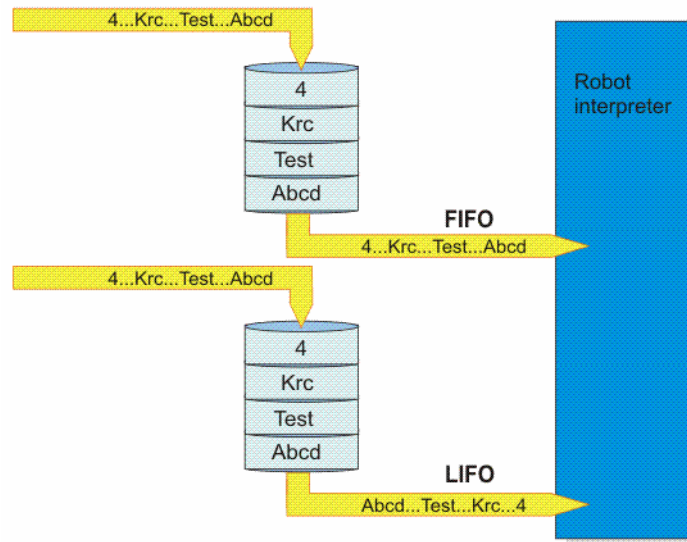 4...Krc...Test...Abcd
Robot
interpreter
4
Krc
Test
Abcd
FIFO
4...Krc...Test...Abcd
4...Krc...Test...Abcd
4
Krc
Test
Abcd
LIFO
Abcd...Test...Krc...4